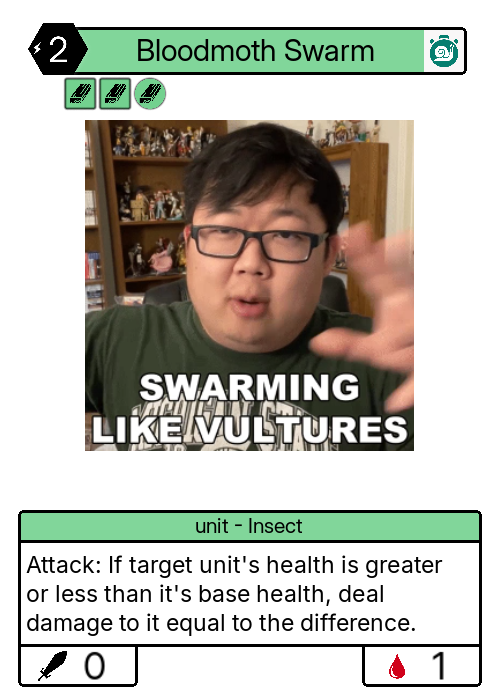 2
Bloodmoth Swarm
SWARMING
LIKE VULTURES
unit - Insect
Attack: If target unit's health is greater
or less than it's base health, deal
damage to it equal to the difference.
0
1